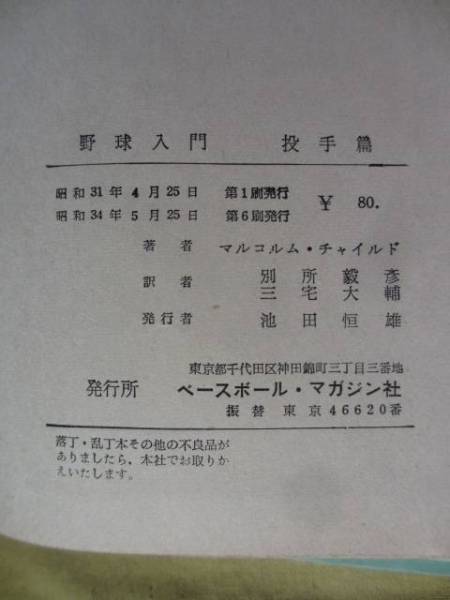 野球入門 投手篇
昭和31年4月25日 第1刷発行
昭和34年5月25日 第6刷発行
¥ 80.
著者 マルコルム・チャイルド
訳者 別所毅彥
三宅大輔
発行者 池田恒雄
東京都千代田区神田錦町三丁目三番地
発行所 ベースボール・マガジン社
振替 東京46620番
落丁・乱丁本その他の不良品が
ありましたら、本社でお取りか
えいたします。